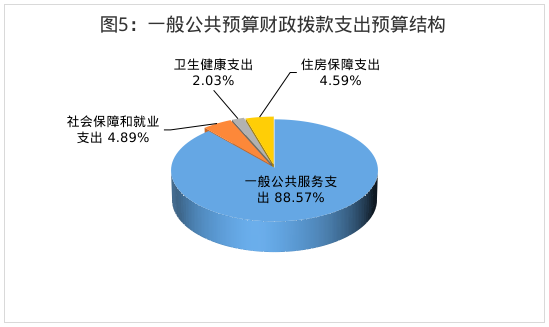 图5：一般公共预算财政拨款支出预算结构
卫生健康支出
2.03%
住房保障支出
4.59%
社会保障和就业
支出 4.89%
一般公共服务支
出 88.57%